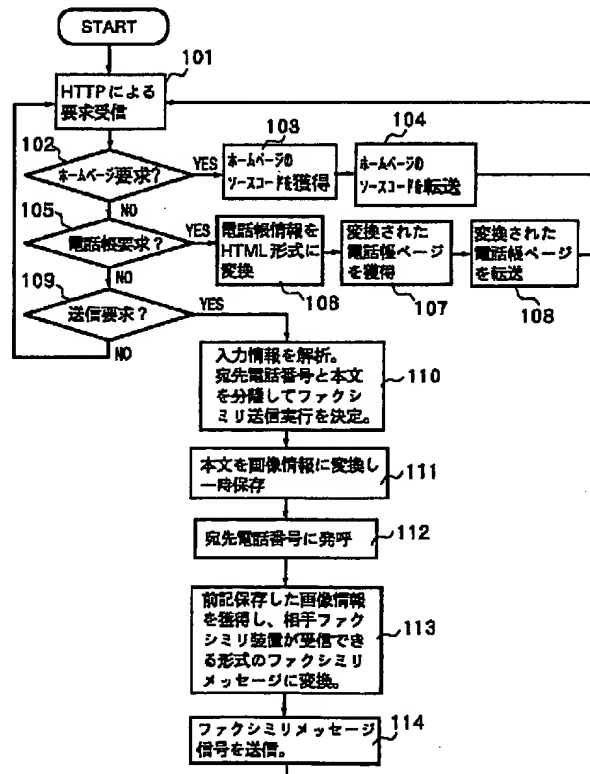 START
101
HTTPによる
要求受信
102
ホームページ要求?
YES
103
ホームページの
ソースコードを獲得
104
ホームページの
ソースコードを転送
NO
105
電話帳要求?
YES
電話帳情報を
HTML形式に
変換
106
変換された
電話帳ページ
を獲得
107
変換された
電話帳ページ
を転送
108
NO
109
送信要求?
YES
NO
入力情報を解析。
宛先電話番号と本文
を分離してファクシ
ミリ送信実行を決定。
110
本文を画像情報に変換し
一時保存
111
宛先電話番号に発呼
112
前記保存した画像情報
を獲得し、相手ファク
シミリ装置が受信でき
る形式のファクシミリ
メッセージに変換。
113
ファクシミリメッセージ
信号を送信。
114